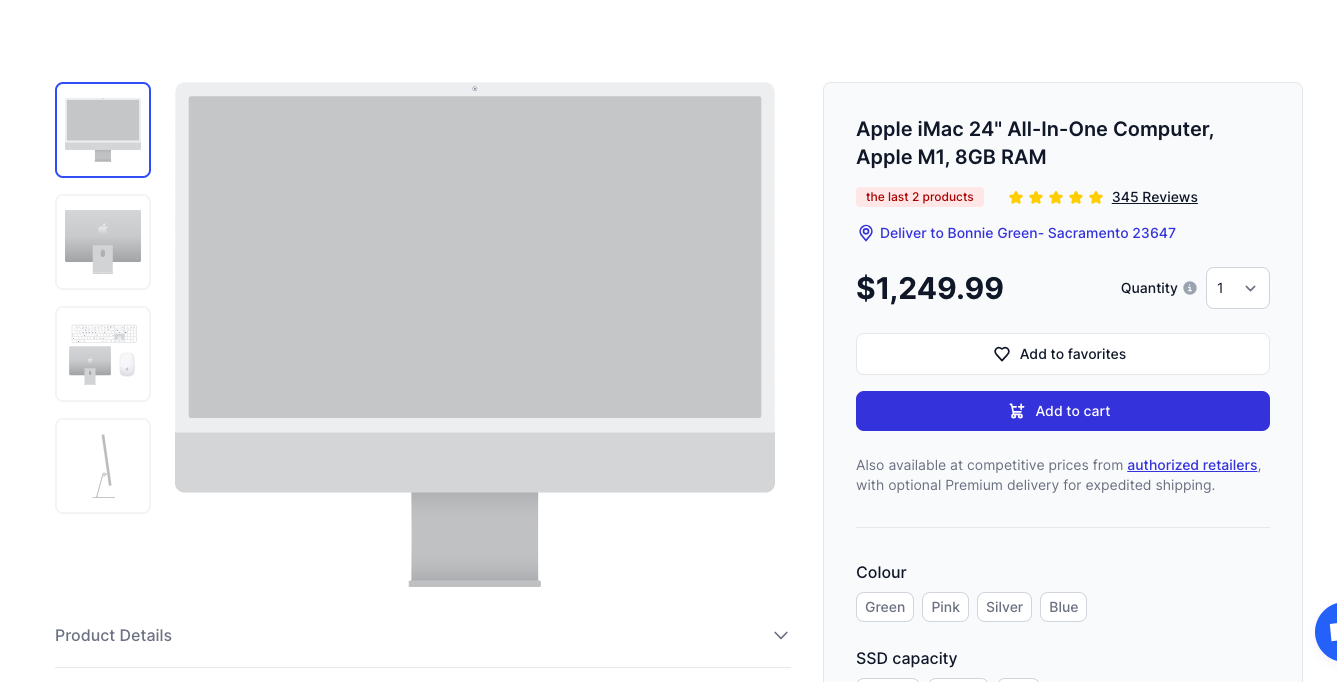 Apple iMac 24" All-In-One Computer,
Apple M1, 8GB RAM
the last 2 products
345 Reviews
Deliver to Bonnie Green- Sacramento 23647
$1,249.99
Quantity
1
Add to favorites
Add to cart
Also available at competitive prices from authorized retailers,
with optional Premium delivery for expedited shipping.
Colour
Green Pink Silver Blue
Product Details
SSD capacity